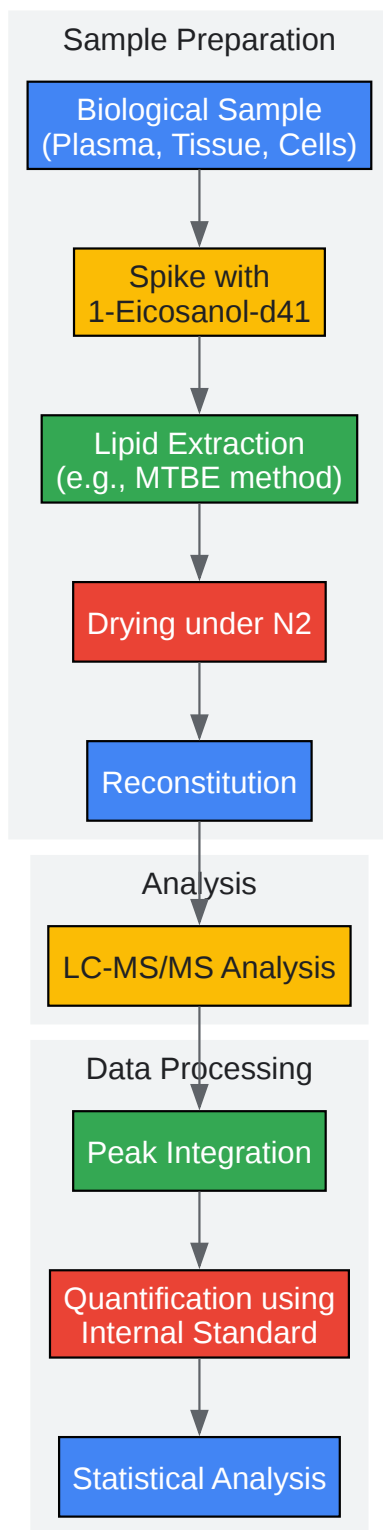 Sample Preparation
Biological Sample
(Plasma, Tissue, Cells)
Spike with
1-Eicosanol-d41
Lipid Extraction
(e.g., MTBE method)
Drying under N2
Reconstitution
Analysis
LC-MS/MS Analysis
Data Processing
Peak Integration
Quantification using
Internal Standard
Statistical Analysis